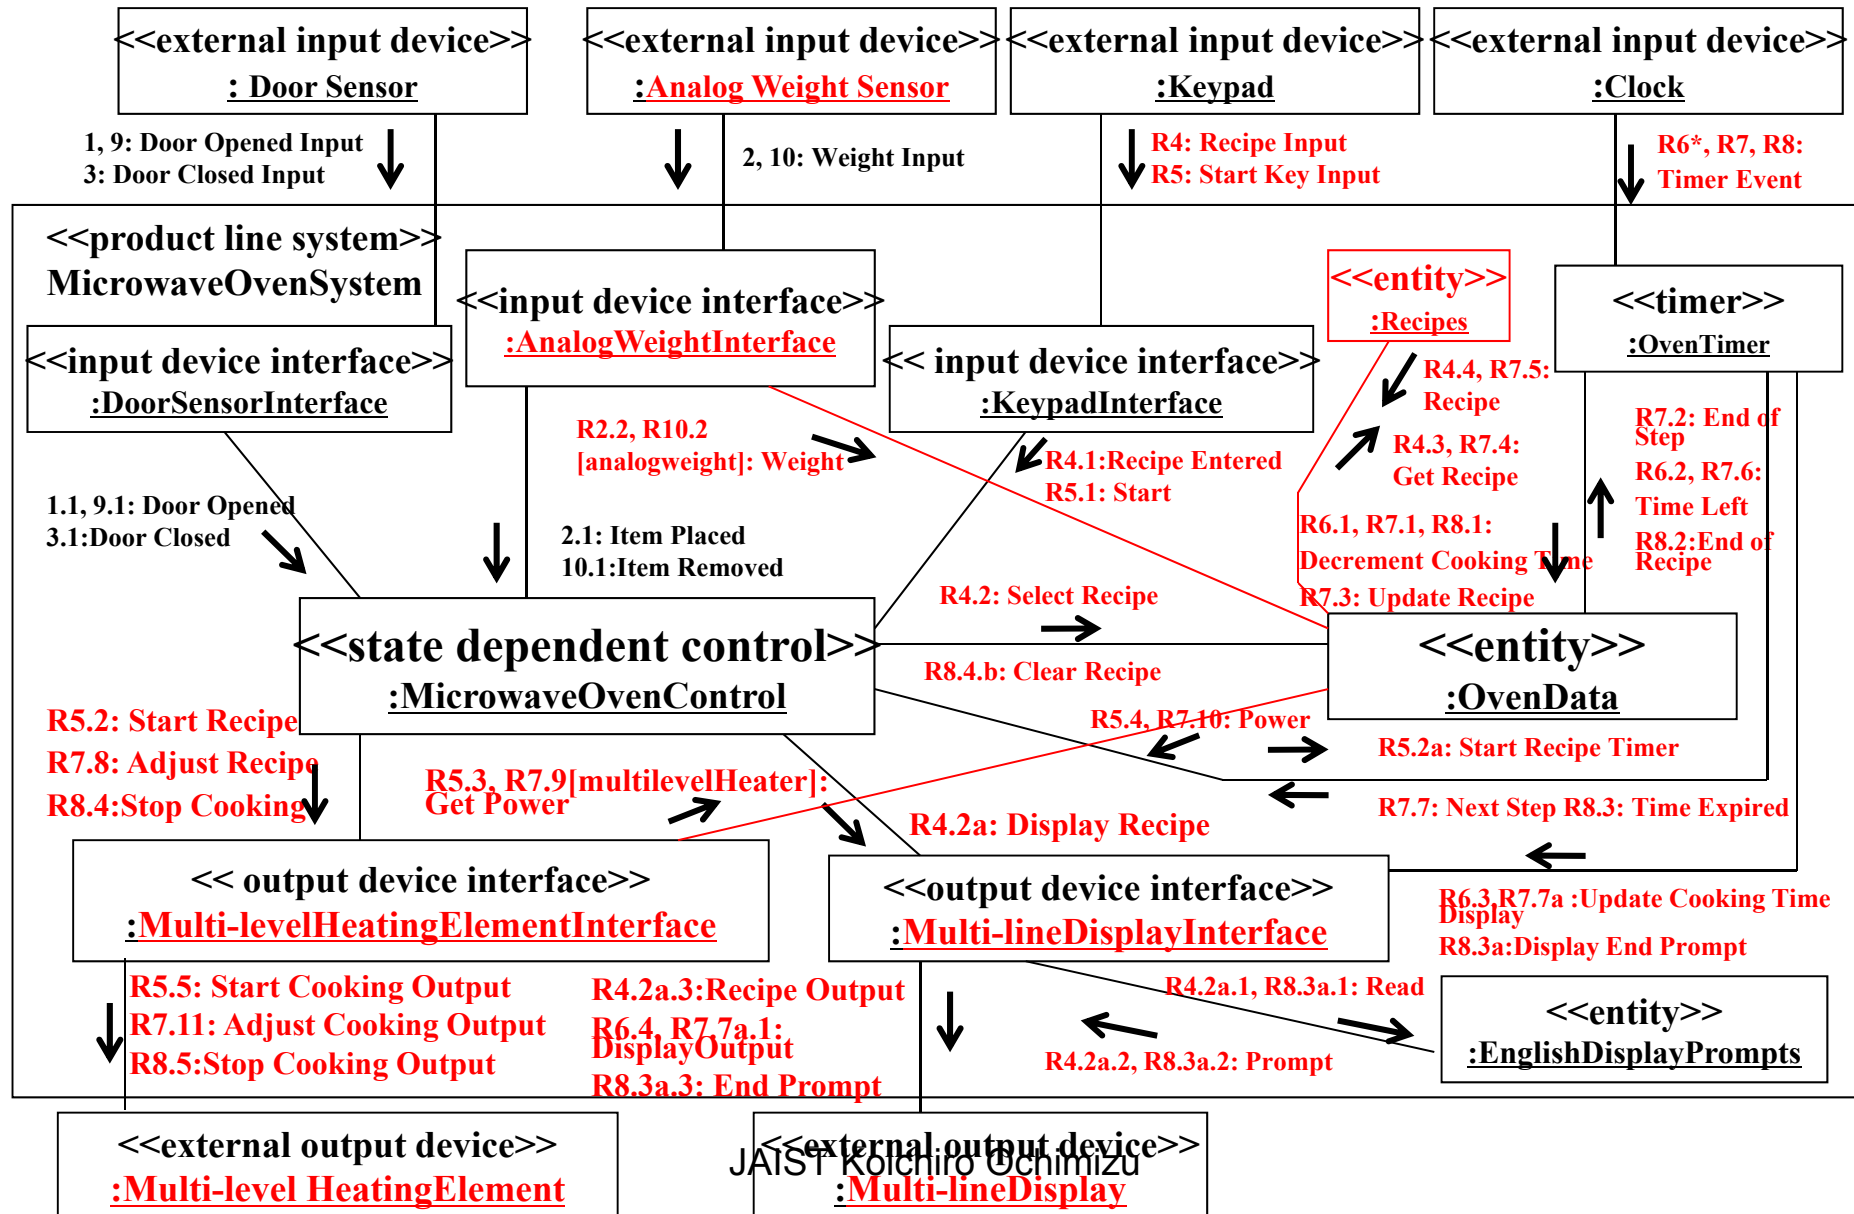 <<external input device>>
: Door Sensor
<<external input device>>
:Analog Weight Sensor
<<external input device>>
:Keypad
<<external input device>>
:Clock
1, 9: Door Opened Input
3: Door Closed Input
2, 10: Weight Input
R4: Recipe Input
R5: Start Key Input
R6*, R7, R8:
Timer Event
<<product line system>>
MicrowaveOvenSystem
<<input device interface>>
:DoorSensorInterface
<<input device interface>>
:AnalogWeightInterface
<< input device interface>>
:KeypadInterface
<<entity>>
:Recipes
<<timer>>
:OvenTimer
R4.4, R7.5:
Recipe
R4.3, R7.4:
Get Recipe
R7.2: End of
Step
R6.2, R7.6:
Time Left
R8.2:End of
Recipe
R2.2, R10.2
[analogweight]: Weight
R4.1:Recipe Entered
R5.1: Start
1.1, 9.1: Door Opened
3.1:Door Closed
2.1: Item Placed
10.1:Item Removed
R6.1, R7.1, R8.1:
Decrement Cooking Time
R7.3: Update Recipe
R4.2: Select Recipe
<<state dependent control>>
:MicrowaveOvenControl
R8.4.b: Clear Recipe
<<entity>>
:OvenData
R5.2: Start Recipe
R7.8: Adjust Recipe
R8.4:Stop Cooking
R5.4, R7.10: Power
R5.2a: Start Recipe Timer
R5.3, R7.9[multilevelHeater]:
Get Power
R7.7: Next Step R8.3: Time Expired
R4.2a: Display Recipe
<< output device interface>>
:Multi-levelHeatingElementInterface
<<output device interface>>
:Multi-lineDisplayInterface
R6.3,R7.7a :Update Cooking Time
Display
R8.3a:Display End Prompt
R5.5: Start Cooking Output
R7.11: Adjust Cooking Output
R8.5:Stop Cooking Output
R4.2a.3:Recipe Output
R6.4, R7.7a.1:
DisplayOutput
R8.3a.3: End Prompt
R4.2a.1, R8.3a.1: Read
R4.2a.2, R8.3a.2: Prompt
<<entity>>
:EnglishDisplayPrompts
<<external output device>>
:Multi-level HeatingElement
<<external output device>>
:Multi-lineDisplay
JAIST Koichiro Ochimizu